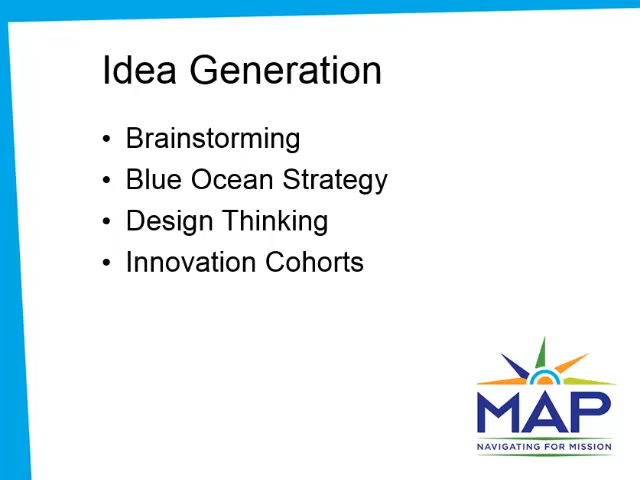 Idea Generation
• Brainstorming
• Blue Ocean Strategy
• Design Thinking
• Innovation Cohorts
MAP
NAVIGATING FOR MISSION